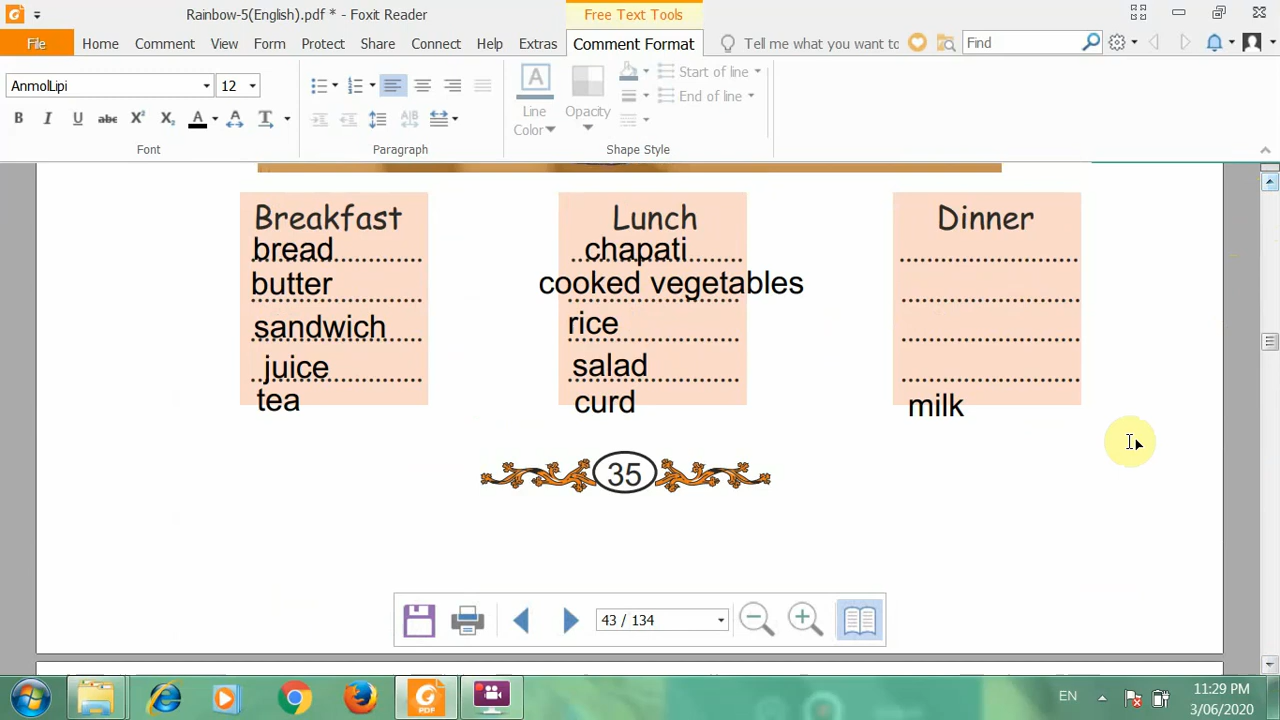 Rainbow-5(English).pdf * - Foxit Reader
Free Text Tools
File Home Comment View Form Protect Share Connect Help Extras Comment Format Tell me what you want to Find
AnmolLipi 12
Start of line
End of line
Line Color
Opacity
Font Paragraph Shape Style
Breakfast
bread
butter
sandwich
juice
tea
Lunch
chapati
cooked vegetables
rice
salad
curd
Dinner
milk
35
43 / 134
EN
11:29 PM
3/06/2020